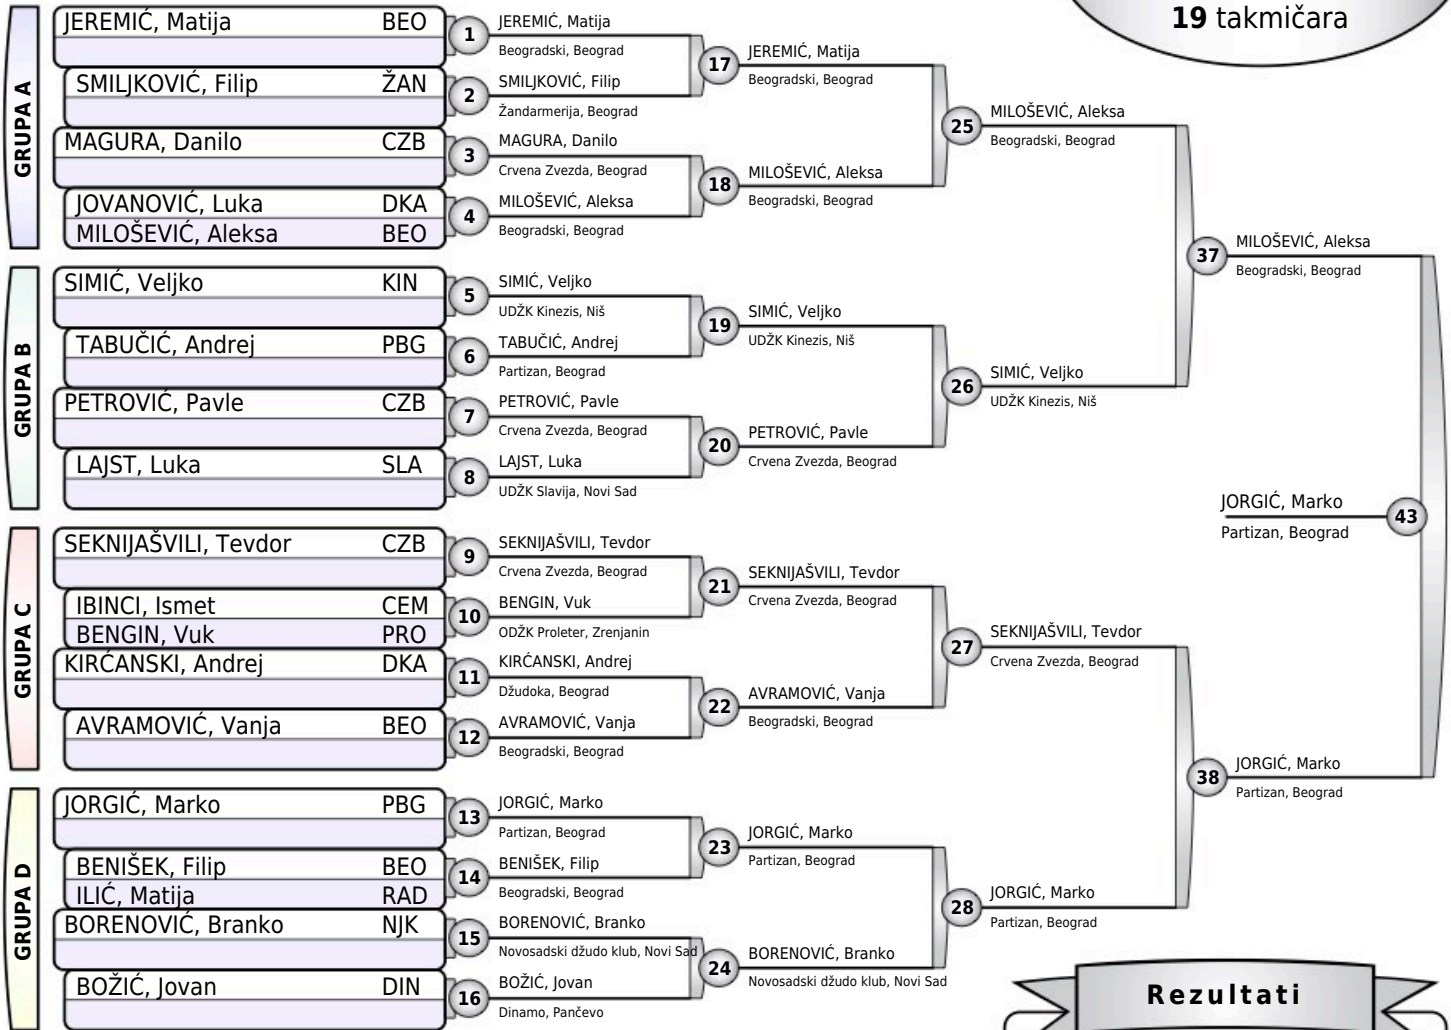 19 takmičara
GRUPA A
JEREMIĆ, Matija BEO
SMILJKOVIĆ, Filip ŽAN
MAGURA, Danilo CZB
JOVANOVIĆ, Luka DKA
MILOŠEVIĆ, Aleksa BEO
GRUPA B
SIMIĆ, Veljko KIN
TABUČIĆ, Andrej PBG
PETROVIĆ, Pavle CZB
LAJST, Luka SLA
GRUPA C
SEKNIJAŠVILI, Tevdor CZB
IBINCI, Ismet CEM
BENGIN, Vuk PRO
KIRĆANSKI, Andrej DKA
AVRAMOVIĆ, Vanja BEO
GRUPA D
JORGIĆ, Marko PBG
BENIŠEK, Filip BEO
ILIĆ, Matija RAD
BORENOVIĆ, Branko NJK
BOŽIĆ, Jovan DIN
1 JEREMIĆ, Matija
Beogradski, Beograd
2 SMILJKOVIĆ, Filip
Žandarmerija, Beograd
3 MAGURA, Danilo
Crvena Zvezda, Beograd
4 MILOŠEVIĆ, Aleksa
Beogradski, Beograd
5 SIMIĆ, Veljko
UDŽK Kinezis, Niš
6 TABUČIĆ, Andrej
Partizan, Beograd
7 PETROVIĆ, Pavle
Crvena Zvezda, Beograd
8 LAJST, Luka
UDŽK Slavija, Novi Sad
9 SEKNIJAŠVILI, Tevdor
Crvena Zvezda, Beograd
10 BENGIN, Vuk
ODŽK Proleter, Zrenjanin
11 KIRĆANSKI, Andrej
Džudoka, Beograd
12 AVRAMOVIĆ, Vanja
Beogradski, Beograd
13 JORGIĆ, Marko
Partizan, Beograd
14 BENIŠEK, Filip
Beogradski, Beograd
15 BORENOVIĆ, Branko
Novosadski džudo klub, Novi Sad
16 BOŽIĆ, Jovan
Dinamo, Pančevo
17 JEREMIĆ, Matija
Beogradski, Beograd
18 MILOŠEVIĆ, Aleksa
Beogradski, Beograd
19 SIMIĆ, Veljko
UDŽK Kinezis, Niš
20 PETROVIĆ, Pavle
Crvena Zvezda, Beograd
21 SEKNIJAŠVILI, Tevdor
Crvena Zvezda, Beograd
22 AVRAMOVIĆ, Vanja
Beogradski, Beograd
23 JORGIĆ, Marko
Partizan, Beograd
24 BORENOVIĆ, Branko
Novosadski džudo klub, Novi Sad
25 MILOŠEVIĆ, Aleksa
Beogradski, Beograd
26 SIMIĆ, Veljko
UDŽK Kinezis, Niš
27 SEKNIJAŠVILI, Tevdor
Crvena Zvezda, Beograd
28 JORGIĆ, Marko
Partizan, Beograd
37 MILOŠEVIĆ, Aleksa
Beogradski, Beograd
38 JORGIĆ, Marko
Partizan, Beograd
JORGIĆ, Marko 43
Partizan, Beograd
Rezultati